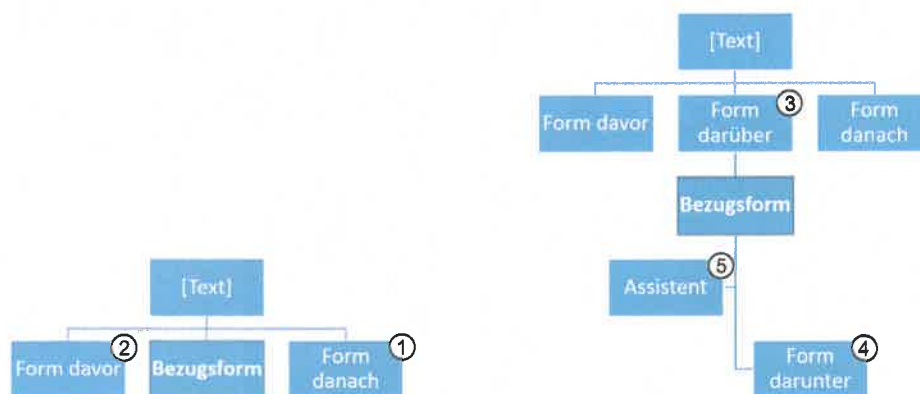 [Text]
Form davor
Form
darüber
③
Form
danach
Bezugsform
Assistent
⑤
Form
darunter
④
[Text]
Form davor
②
Bezugsform
Form
danach
①